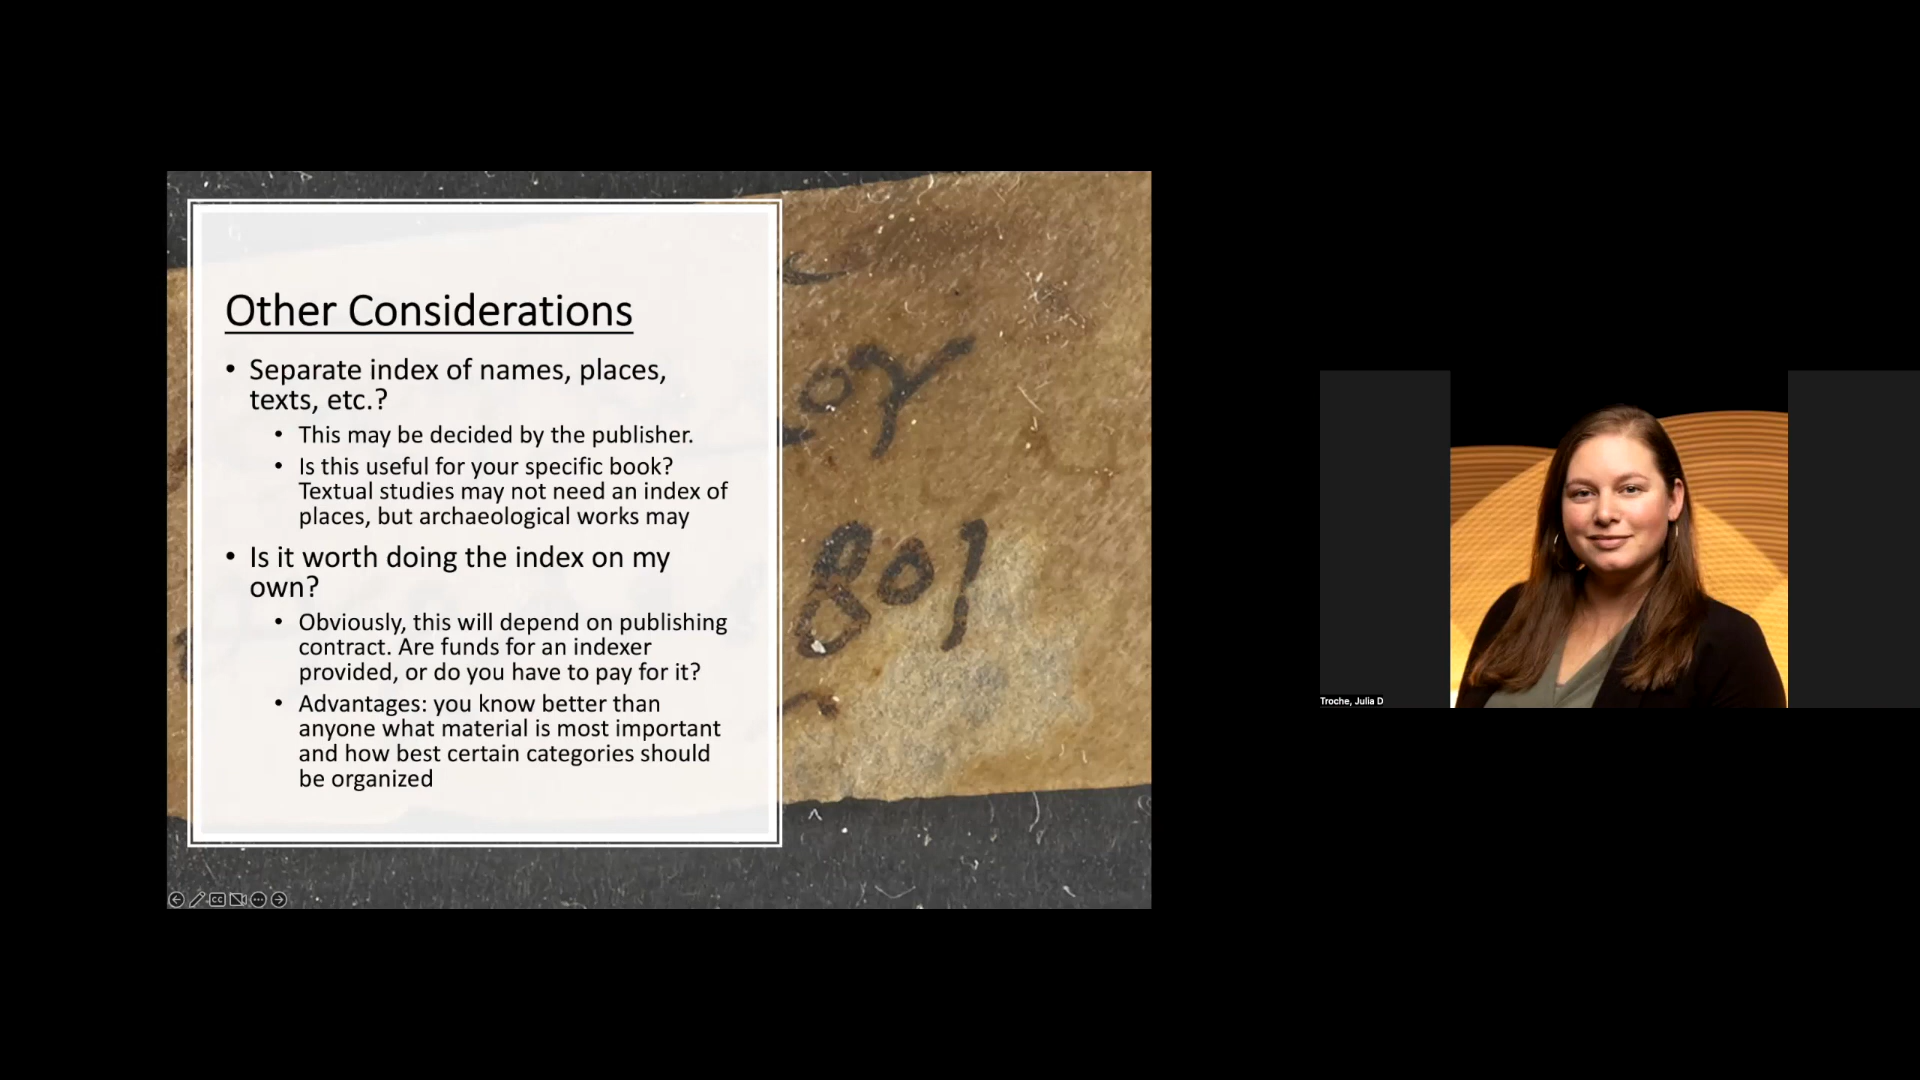 Other Considerations
• Separate index of names, places,
texts, etc.?
• This may be decided by the publisher.
• Is this useful for your specific book?
Textual studies may not need an index of
places, but archaeological works may
• Is it worth doing the index on my
own?
• Obviously, this will depend on publishing
contract. Are funds for an indexer
provided, or do you have to pay for it?
• Advantages: you know better than
anyone what material is most important
and how best certain categories should
be organized
CC
Troche, Julia D